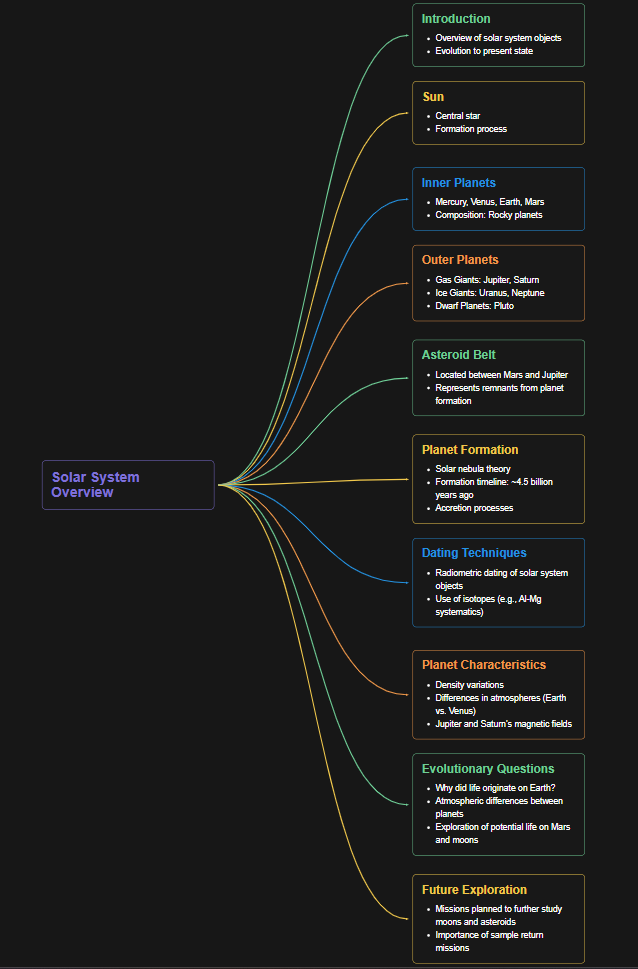 Introduction
• Overview of solar system objects
• Evolution to present state
Sun
• Central star
• Formation process
Inner Planets
• Mercury, Venus, Earth, Mars
• Composition: Rocky planets
Outer Planets
• Gas Giants: Jupiter, Saturn
• Ice Giants: Uranus, Neptune
• Dwarf Planets: Pluto
Asteroid Belt
• Located between Mars and Jupiter
• Represents remnants from planet
formation
Solar System
Overview
Planet Formation
• Solar nebula theory
• Formation timeline: ~4.5 billion
years ago
• Accretion processes
Dating Techniques
• Radiometric dating of solar system
objects
• Use of isotopes (e.g., Al-Mg
systematics)
Planet Characteristics
• Density variations
• Differences in atmospheres (Earth
vs. Venus)
• Jupiter and Saturn's magnetic fields
Evolutionary Questions
• Why did life originate on Earth?
• Atmospheric differences between
planets
• Exploration of potential life on Mars
and moons
Future Exploration
• Missions planned to further study
moons and asteroids
• Importance of sample return
missions